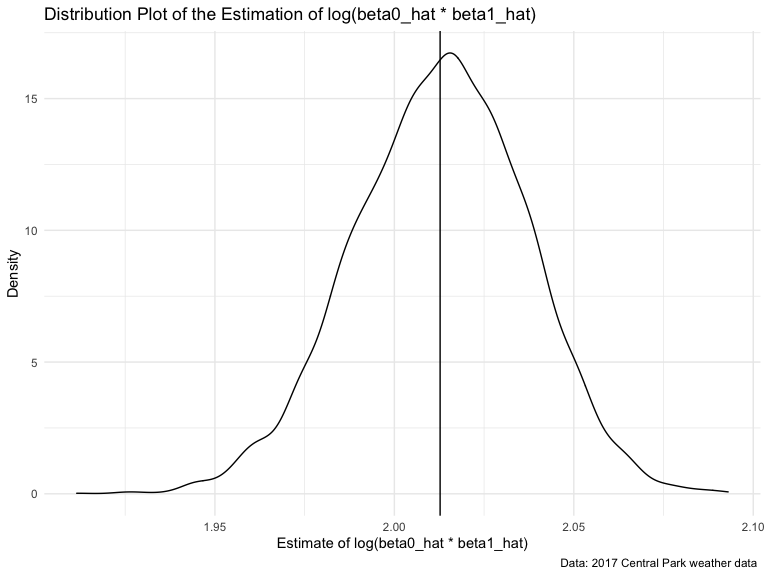 Distribution Plot of the Estimation of log(beta0_hat * beta1_hat)
15
10
5
0
Density
1.95 2.00 2.05 2.10
Estimate of log(beta0_hat * beta1_hat)
Data: 2017 Central Park weather data